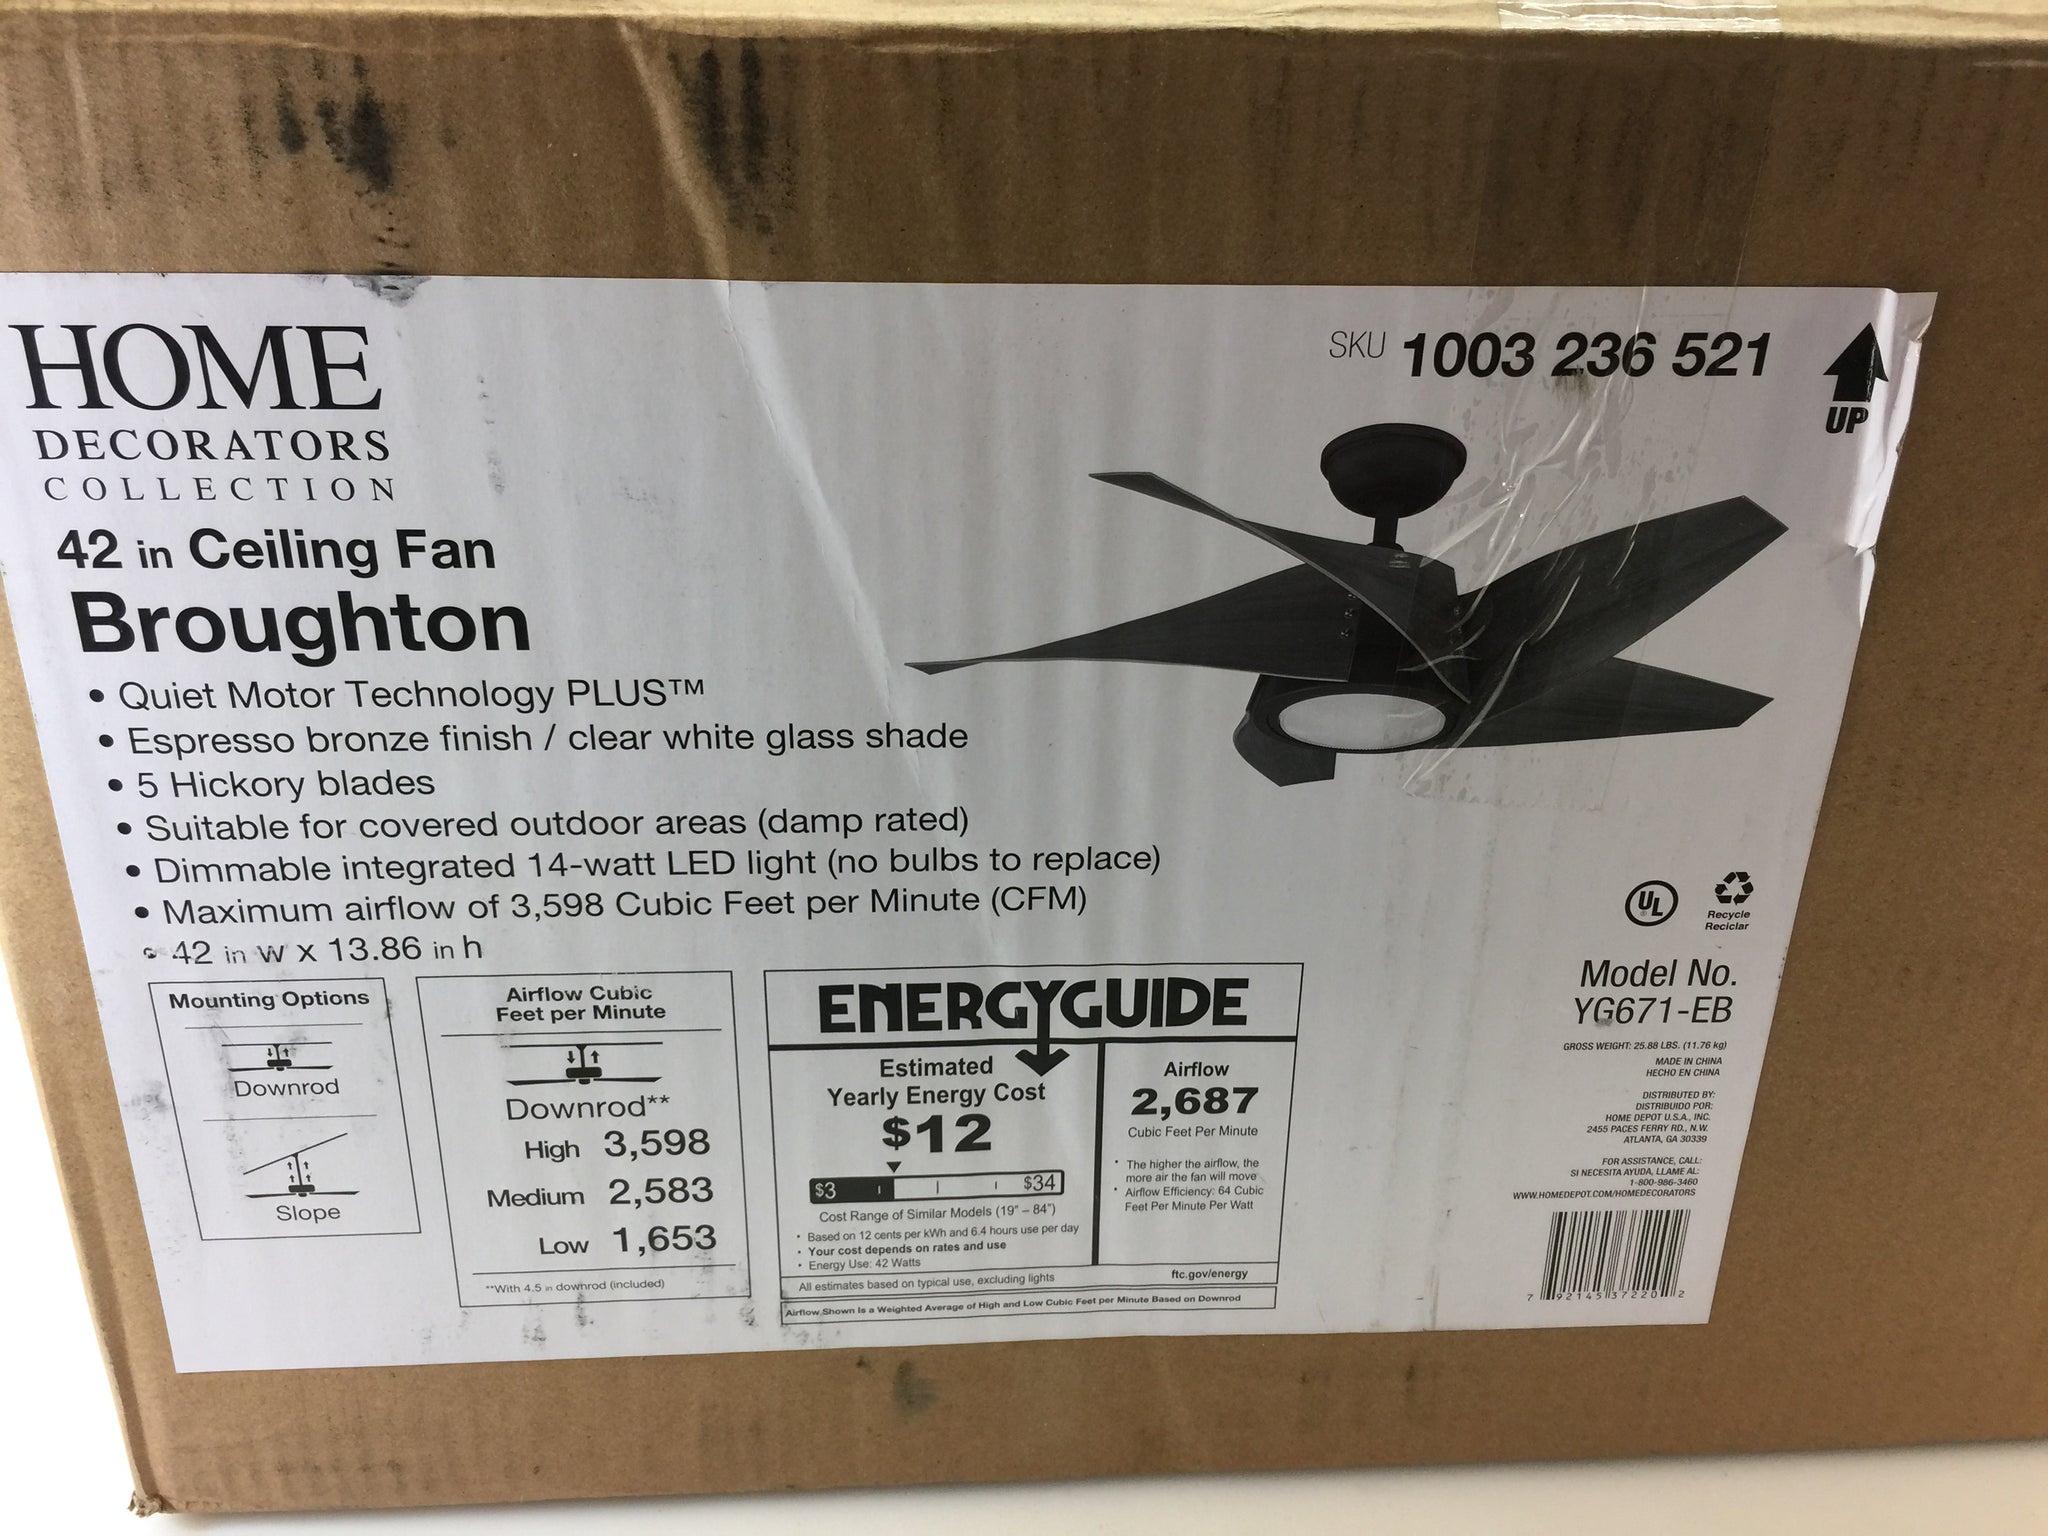 HOME
DECORATORS
COLLECTION
42 in Ceiling Fan
Broughton
• Quiet Motor Technology PLUS™
• Espresso bronze finish / clear white glass shade
• 5 Hickory blades
• Suitable for covered outdoor areas (damp rated)
• Dimmable integrated 14-watt LED light (no bulbs to replace)
• Maximum airflow of 3,598 Cubic Feet per Minute (CFM)
• 42 in w x 13.86 in h
SKU 1003 236 521
UP
Mounting Options
Downrod
Slope
Airflow Cubic
Feet per Minute
Downrod**
High 3,598
Medium 2,583
Low 1,653
**With 4.5 in downrod (included)
ENERGYGUIDE
Estimated
Yearly Energy Cost
$12
$3 $34
Cost Range of Similar Models (19" – 84")
• Based on 12 cents per kWh and 6.4 hours use per day
• Your cost depends on rates and use
• Energy Use: 42 Watts
All estimates based on typical use, excluding lights
Airflow
2,687
Cubic Feet Per Minute
• The higher the airflow, the
more air the fan will move
• Airflow Efficiency: 64 Cubic
Feet Per Minute Per Watt
ftc.gov/energy
Airflow Shown Is a Weighted Average of High and Low Cubic Feet per Minute Based on Downrod
UL
®
Recycle
Reciclar
Model No.
YG671-EB
GROSS WEIGHT: 25.88 LBS. (11.76 kg)
MADE IN CHINA
HECHO EN CHINA
DISTRIBUTED BY:
DISTRIBUIDO POR:
HOME DEPOT U.S.A., INC.
2455 PACES FERRY RD., N.W.
ATLANTA, GA 30339
FOR ASSISTANCE, CALL:
SI NECESITA AYUDA, LLAME AL:
1-800-986-3460
WWW.HOMEDEPOT.COM/HOMEDECORATORS
7 92145 37220 2